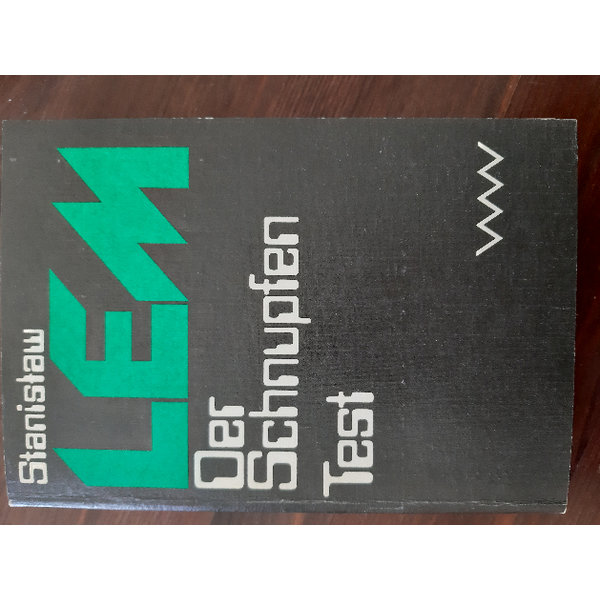 Stanisław
LEM
Der
Schnupfen
Test